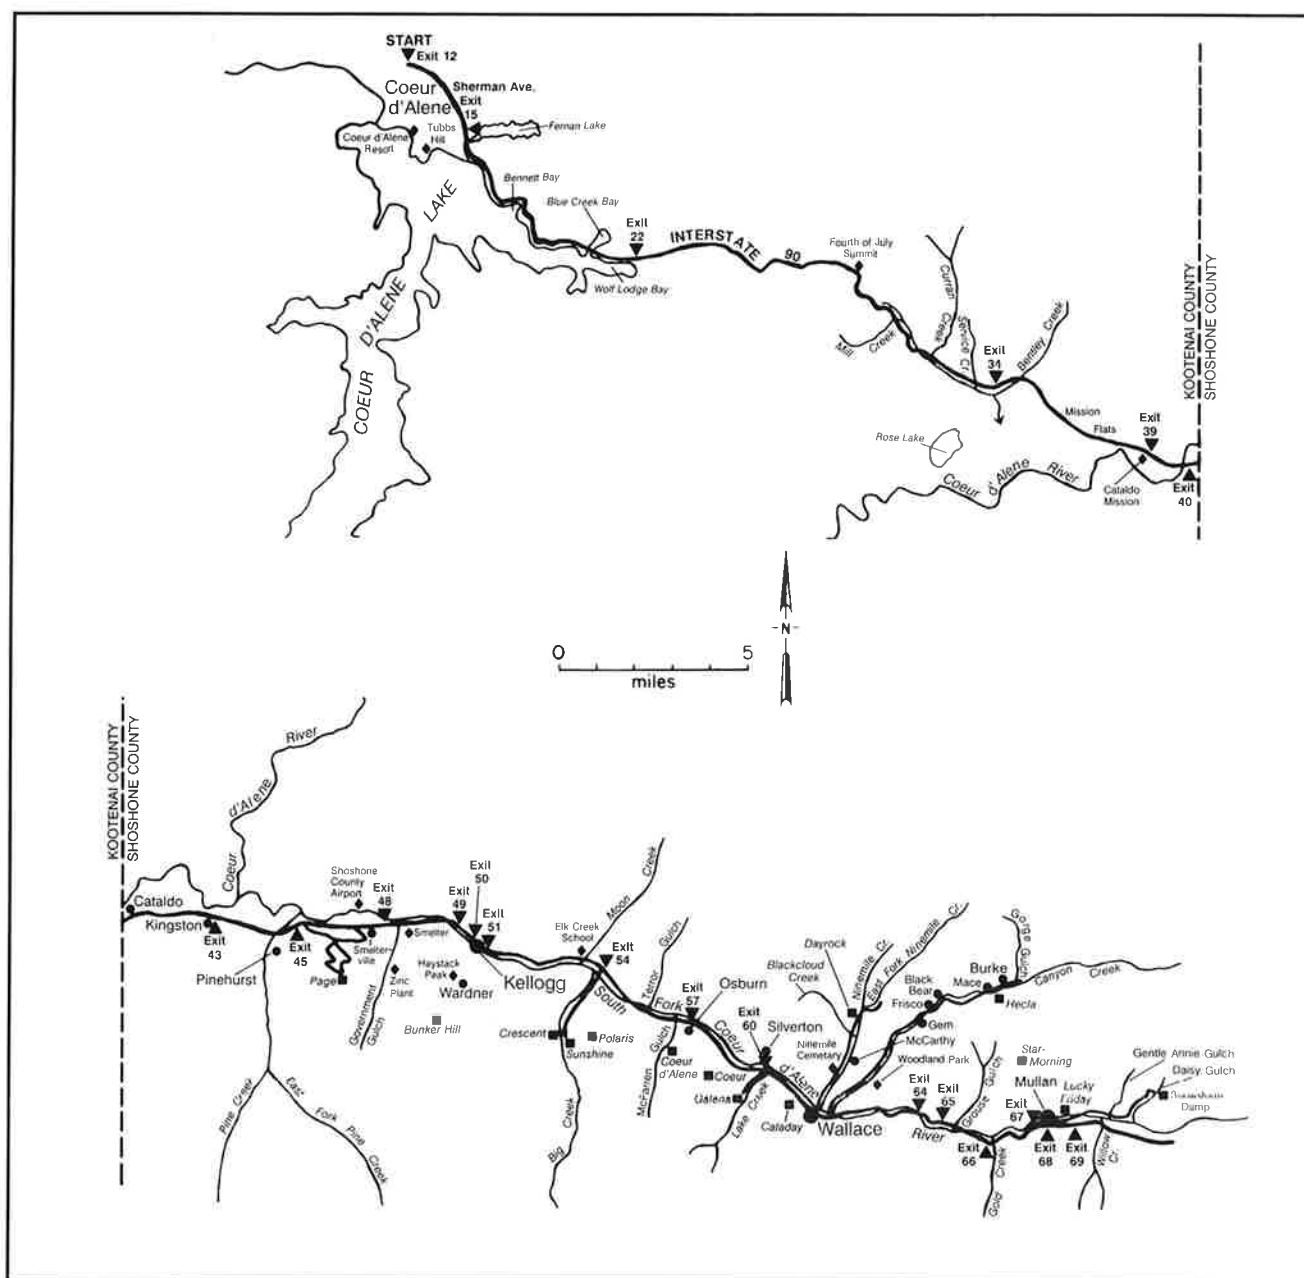 START
Exit 12
Coeur
d'Alene
Sherman Ave.
Exit
15
Fernan Lake
Coeur d'Alene
Resort
Tubbs
Hill
Bennett Bay
Blue Creek Bay
LAKE
D'ALENE
COEUR
Exit
22
INTERSTATE 90
Wolf Lodge Bay
Fourth of July
Summit
Curran
Creek
Mill Creek
Service Cr.
Exit
34
Bentley Creek
Mission
Flats
Exit
39
Rose Lake
Coeur d'Alene River
Cataldo
Mission
Exit
40
KOOTENAI COUNTY
SHOSHONE COUNTY
-N-
0 5
miles
KOOTENAI COUNTY
SHOSHONE COUNTY
Coeur d'Alene River
Cataldo
Kingston
Exit
43
Pinehurst
Exit
45
Shoshone
County
Airport
Exit
48
Smelter-
ville
Page
Smelter
Zinc
Plant
Government
Gulch
Exit
49
Exit
50
Exit
51
Haystack
Peak
Wardner
Kellogg
Bunker Hill
Pine Creek
East Fork Pine Creek
Elk Creek
School
Moon Creek
Exit
54
Crescent
Sunshine
Polaris
Big Creek
Terror Gulch
Exit
57
Osburn
McFarren Gulch
Coeur
d'Alene
South Fork Coeur d'Alene River
Exit
60
Silverton
Coeur
Galena
Lake Creek
Caladay
Wallace
Dayrock
Blackcloud
Creek
Ninemile Cr.
East Fork Ninemile Cr.
Ninemile
Cemetery
McCarthy
Woodland Park
Gem
Frisco
Black
Bear
Mace
Burke
Gorge Gulch
Canyon Creek
Hecla
Exit
64
Exit
65
Grouse Gulch
Exit
66
Gold Creek
Star-
Morning
Mullan
Exit
67
Exit
68
Exit
69
Lucky
Friday
Willow
Cr.
Gentle Annie Gulch
Daisy Gulch
Dump